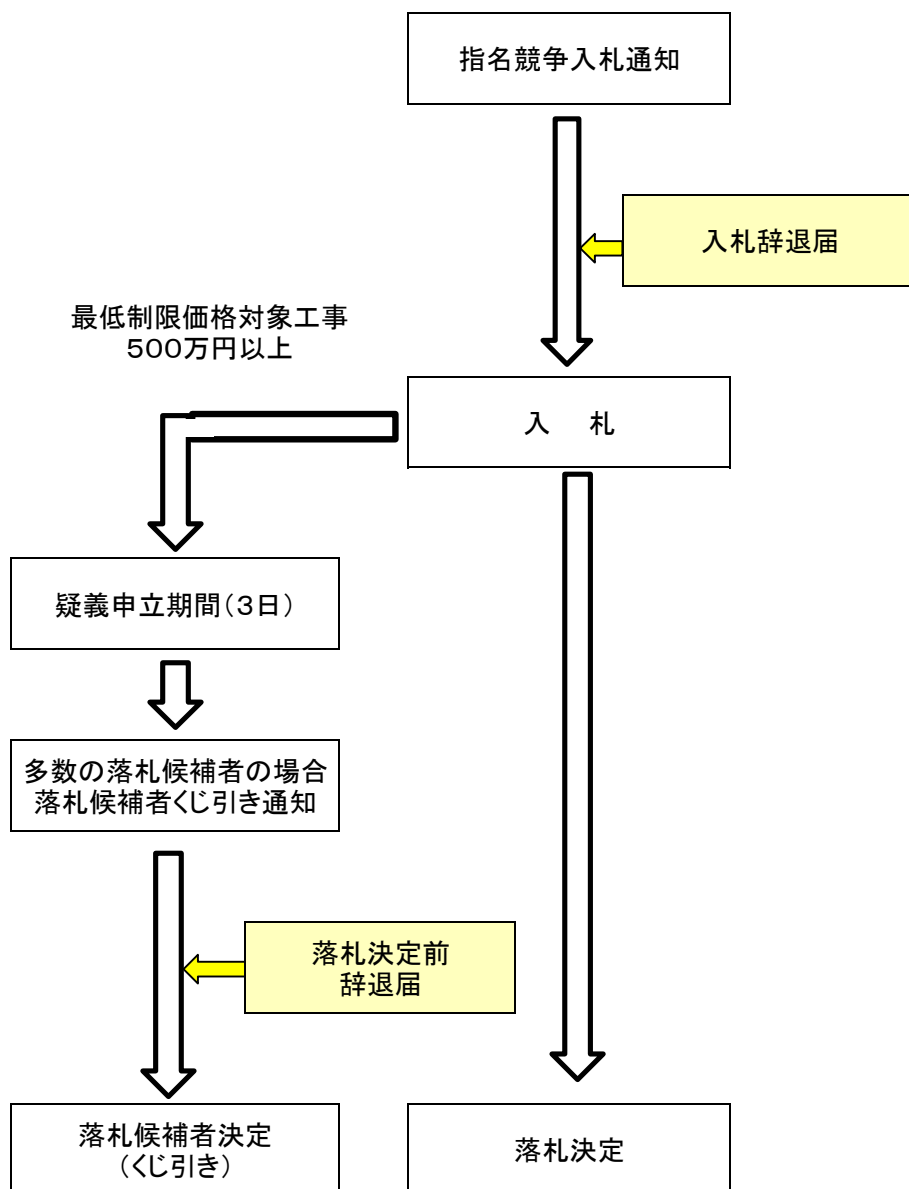 指名競争入札通知
入札辞退届
最低制限価格対象工事
500万円以上
入 札
疑義申立期間(3日)
多数の落札候補者の場合
落札候補者くじ引き通知
落札決定前
辞退届
落札候補者決定
(くじ引き)
落札決定